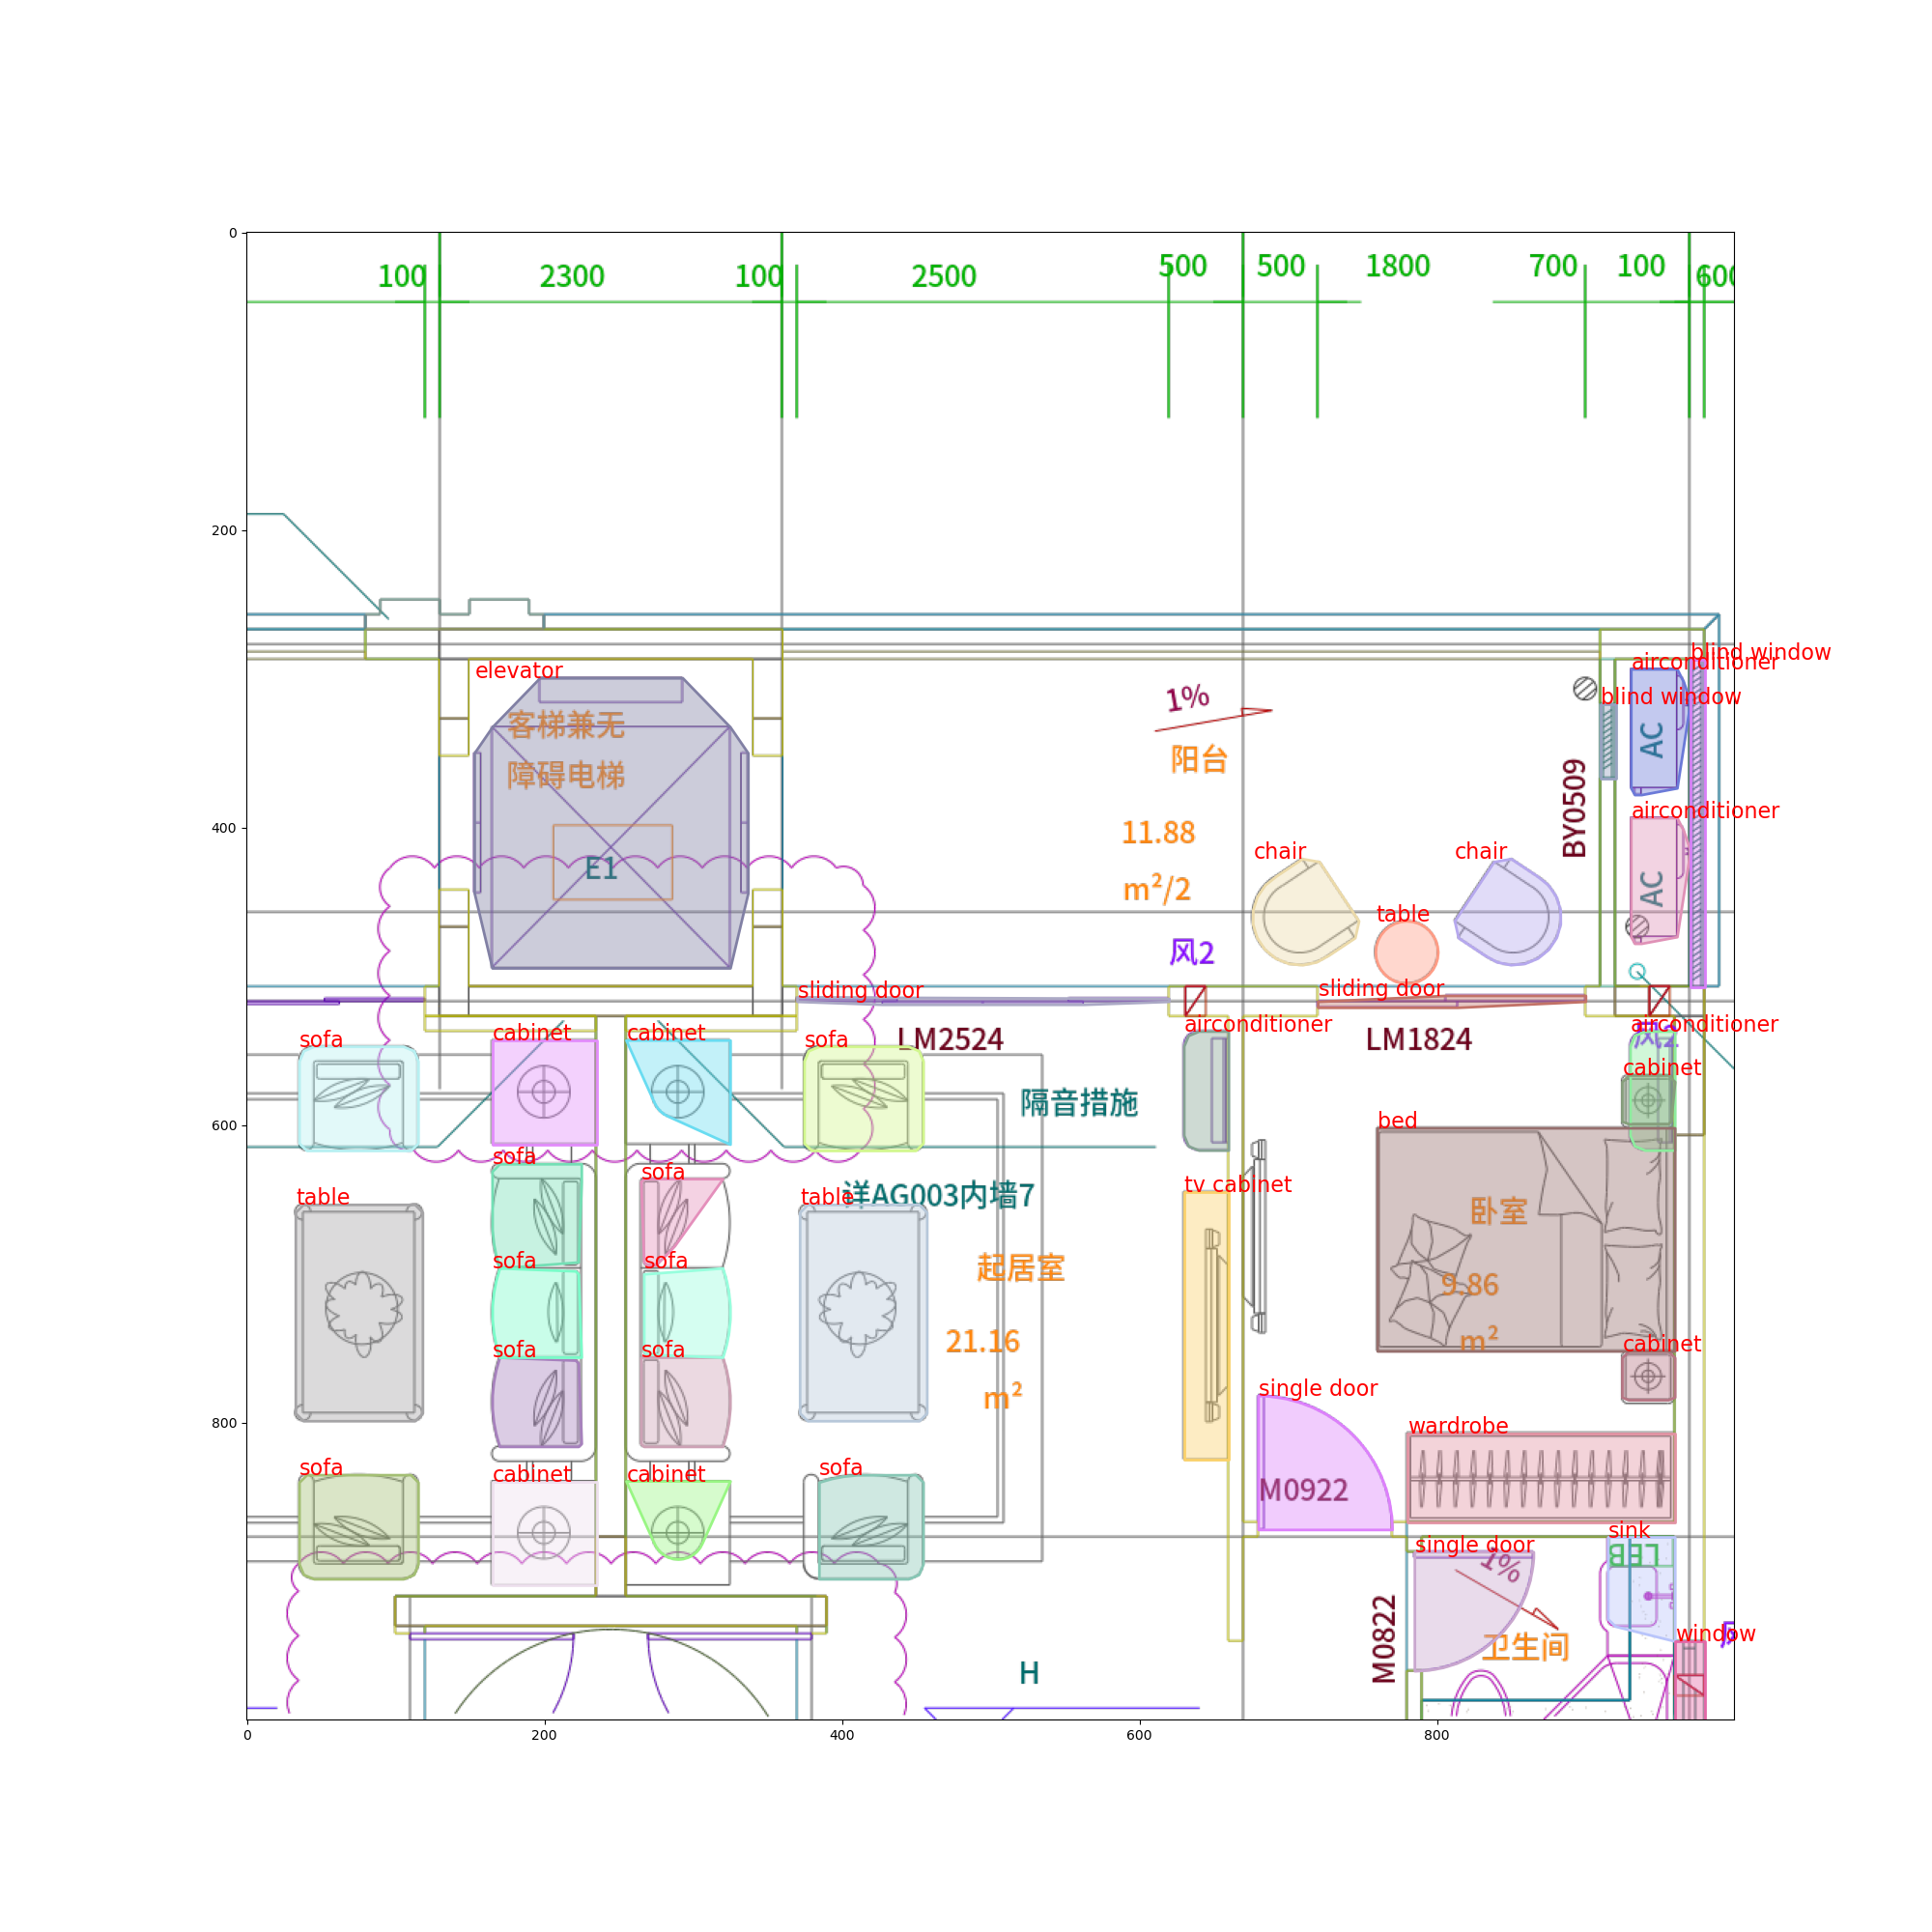 0
100
2300
100
2500
500
500
1800
700
100
600
200
elevator
客梯兼无
障碍电梯
E1
1%
阳台
11.88
m²/2
风2
BY0509
blind window
airconditioner
blind window
AC
airconditioner
AC
chair
chair
table
400
sliding door
sliding door
LM2524
LM1824
airconditioner
airconditioner
风2
sofa
cabinet
cabinet
sofa
cabinet
隔音措施
600
bed
sofa
sofa
洋AG003内墙7
table
table
tv cabinet
卧室
起居室
sofa
sofa
9.86
m²
21.16
m²
sofa
sofa
cabinet
single door
800
wardrobe
sofa
cabinet
cabinet
sofa
M0922
sink
LEB
single door
1%
M0822
卫生间
window
H
0
200
400
600
800